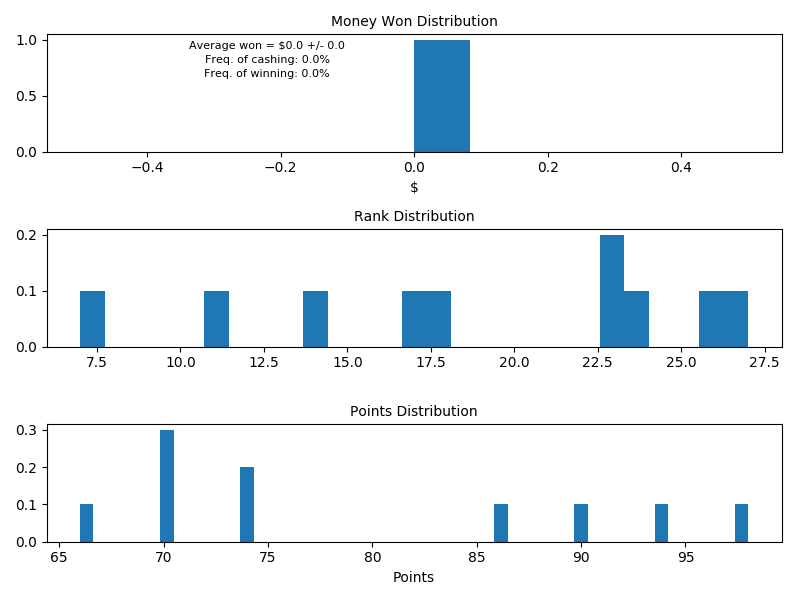 Money Won Distribution
1.0
Average won = $0.0 +/- 0.0
Freq. of cashing: 0.0%
Freq. of winning: 0.0%
0.5
0.0
−0.4 −0.2 0.0 0.2 0.4
$
Rank Distribution
0.2
0.1
0.0
7.5 10.0 12.5 15.0 17.5 20.0 22.5 25.0 27.5
Points Distribution
0.3
0.2
0.1
0.0
65 70 75 80 85 90 95
Points